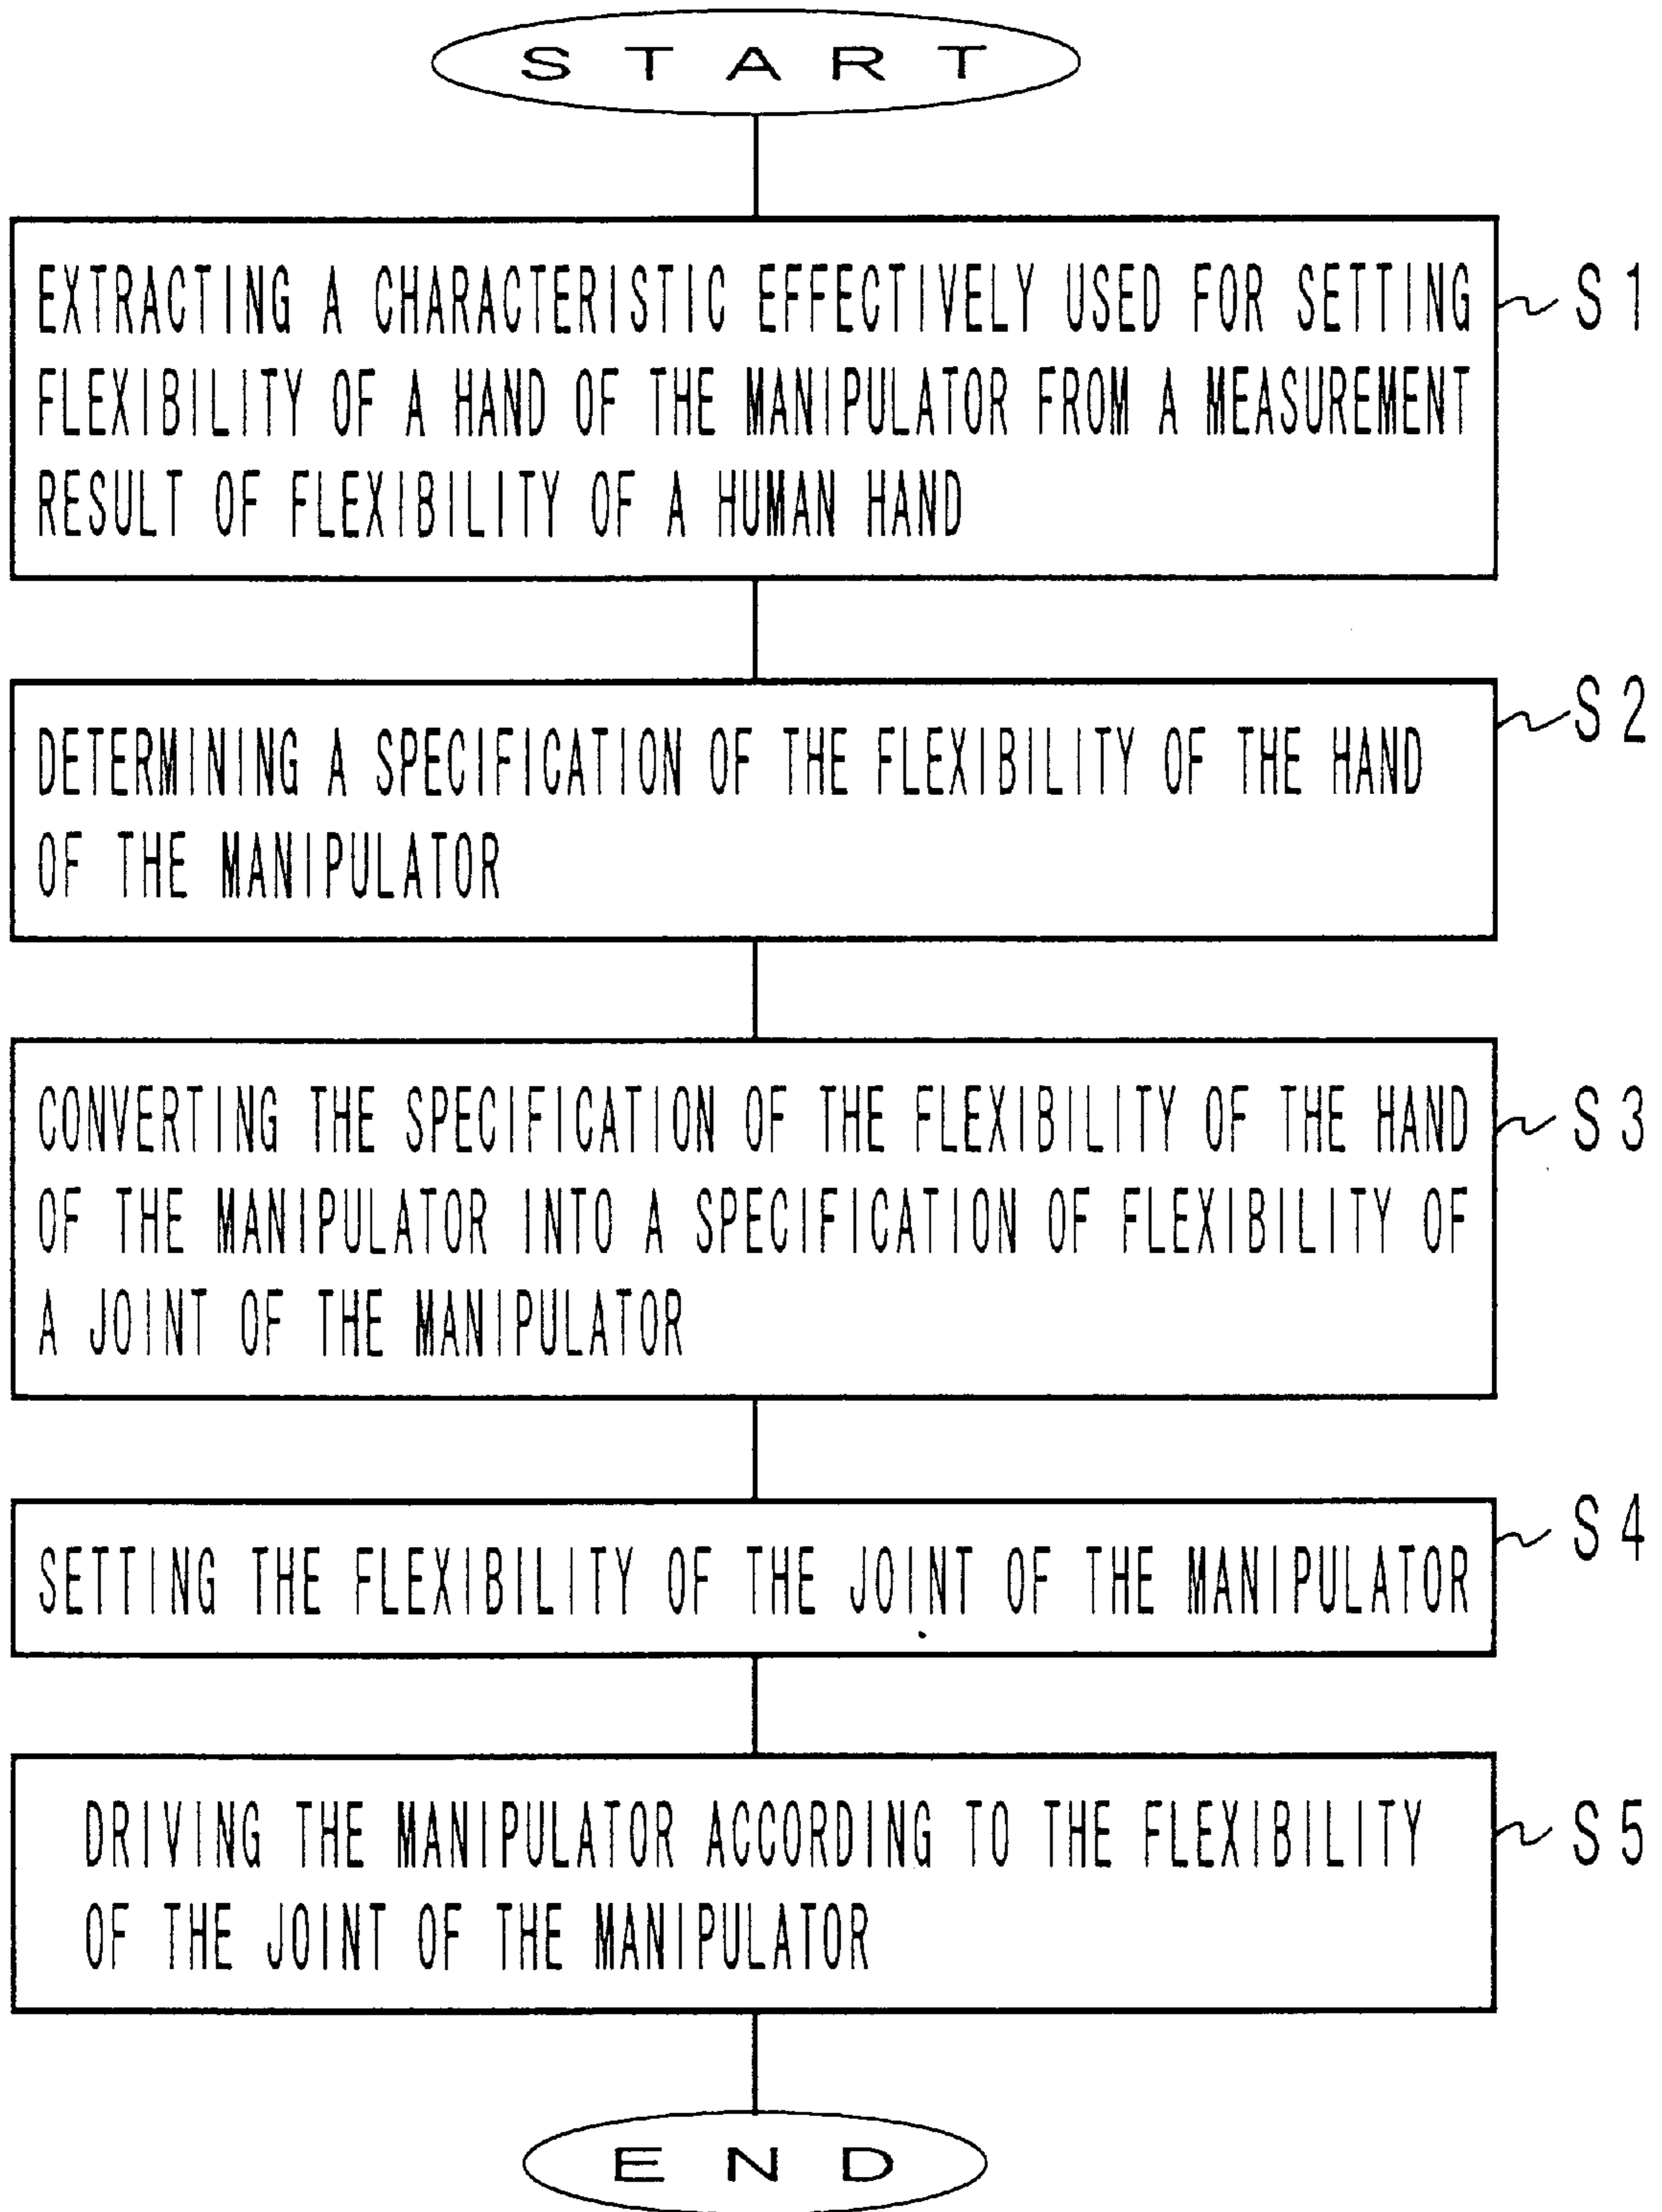 START
EXTRACTING A CHARACTERISTIC EFFECTIVELY USED FOR SETTING
FLEXIBILITY OF A HAND OF THE MANIPULATOR FROM A MEASUREMENT
RESULT OF FLEXIBILITY OF A HUMAN HAND
S1
DETERMINING A SPECIFICATION OF THE FLEXIBILITY OF THE HAND
OF THE MANIPULATOR
S2
CONVERTING THE SPECIFICATION OF THE FLEXIBILITY OF THE HAND
OF THE MANIPULATOR INTO A SPECIFICATION OF FLEXIBILITY OF
A JOINT OF THE MANIPULATOR
S3
SETTING THE FLEXIBILITY OF THE JOINT OF THE MANIPULATOR
S4
DRIVING THE MANIPULATOR ACCORDING TO THE FLEXIBILITY
OF THE JOINT OF THE MANIPULATOR
S5
END